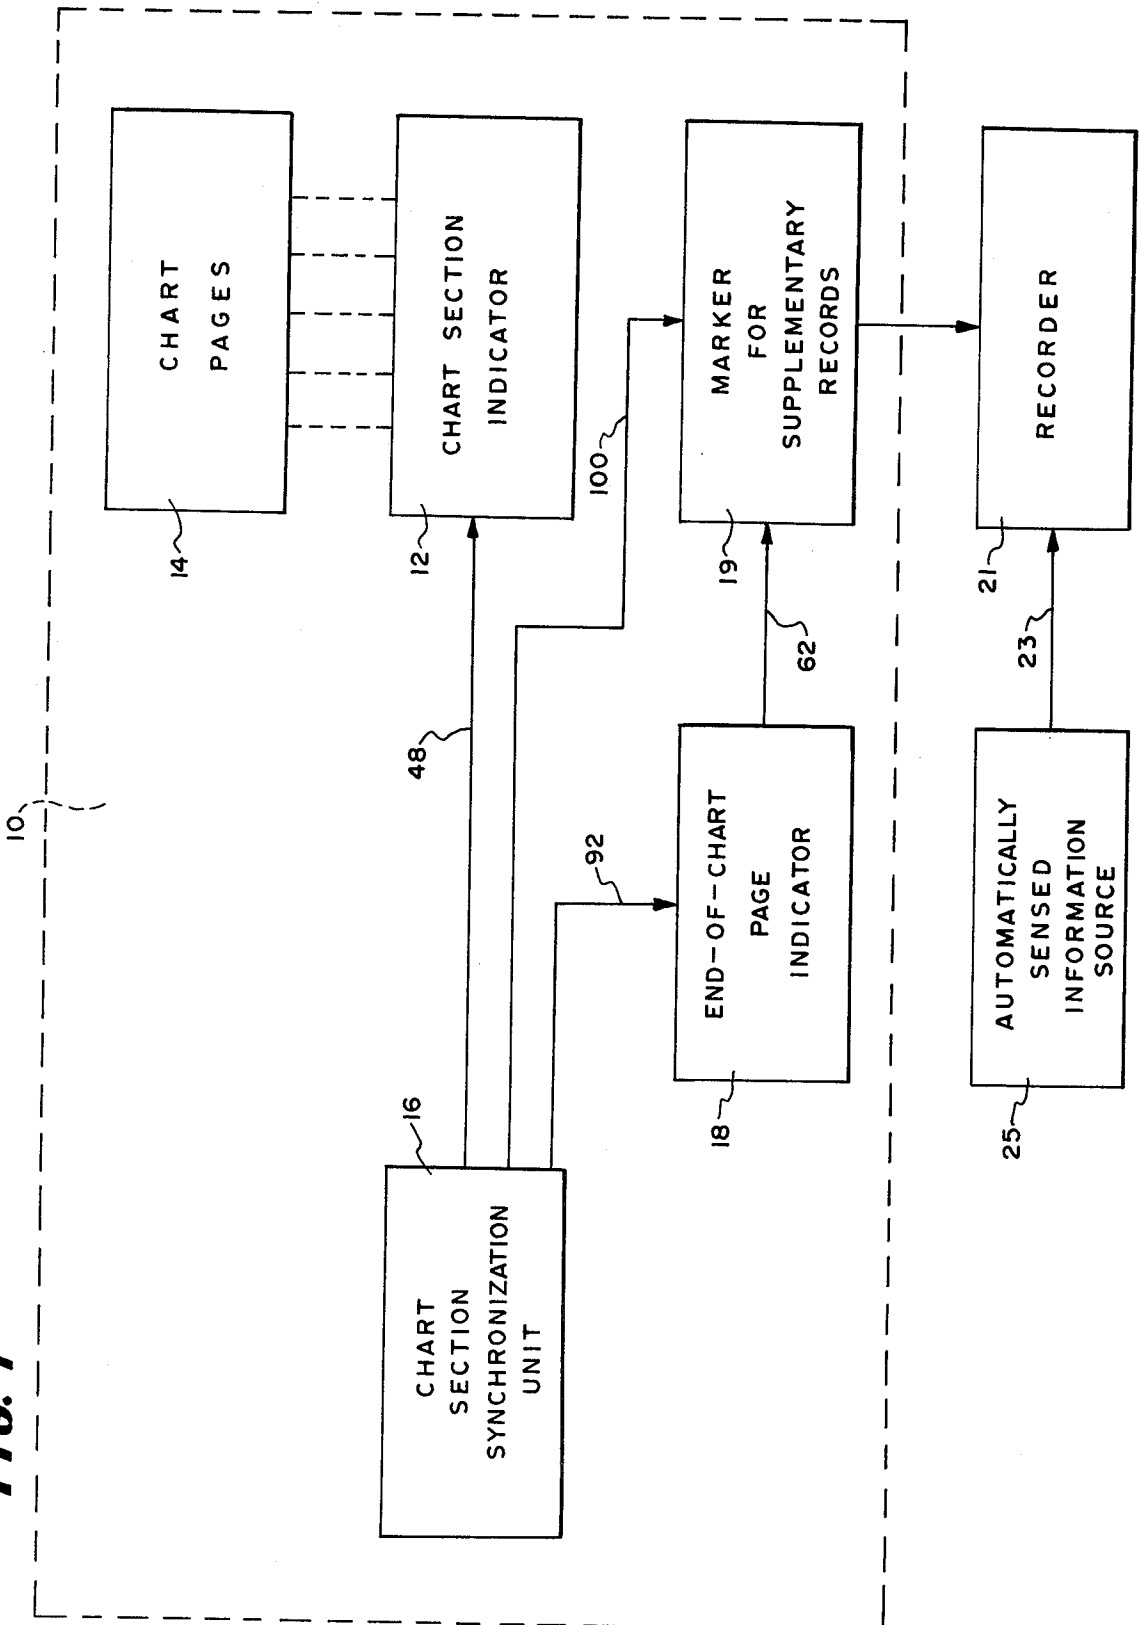 FIG. 1
10
CHART
PAGES
14
CHART SECTION
INDICATOR
12
48
100
CHART
SECTION
SYNCHRONIZATION
UNIT
16
92
END-OF-CHART
PAGE
INDICATOR
18
62
MARKER
FOR
SUPPLEMENTARY
RECORDS
19
AUTOMATICALLY
SENSED
INFORMATION
SOURCE
25
23
RECORDER
21